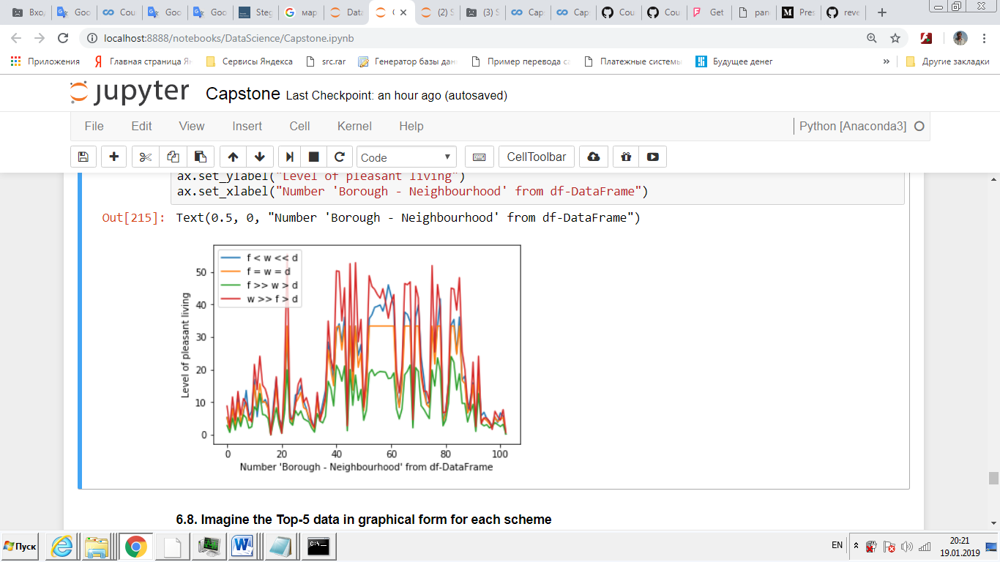 Вход
Cou
Goo
Goo
Goo
Steg
мар
Data
C
(2) S
(3) S
Cap
Cap
Cou
Cou
Get
pan
Pres
reve
localhost:8888/notebooks/DataScience/Capstone.ipynb
Приложения
Главная страница Ян
Сервисы Яндекса
src.rar
Генератор базы дан
Пример перевода са
Платежные системы
Будущее денег
»
Другие закладки
jupyter Capstone Last Checkpoint: an hour ago (autosaved)
File Edit View Insert Cell Kernel Help Python [Anaconda3]
Code CellToolbar
ax.set_ylabel("Level of pleasant living")
ax.set_xlabel("Number 'Borough - Neighbourhood' from df-DataFrame")
Out[215]: Text(0.5, 0, "Number 'Borough - Neighbourhood' from df-DataFrame")
f < w << d
f = w = d
f >> w > d
w >> f > d
50
40
30
20
10
0
Level of pleasant living
0 20 40 60 80 100
Number 'Borough - Neighbourhood' from df-DataFrame
6.8. Imagine the Top-5 data in graphical form for each scheme
Пуск
EN
20:21
19.01.2019